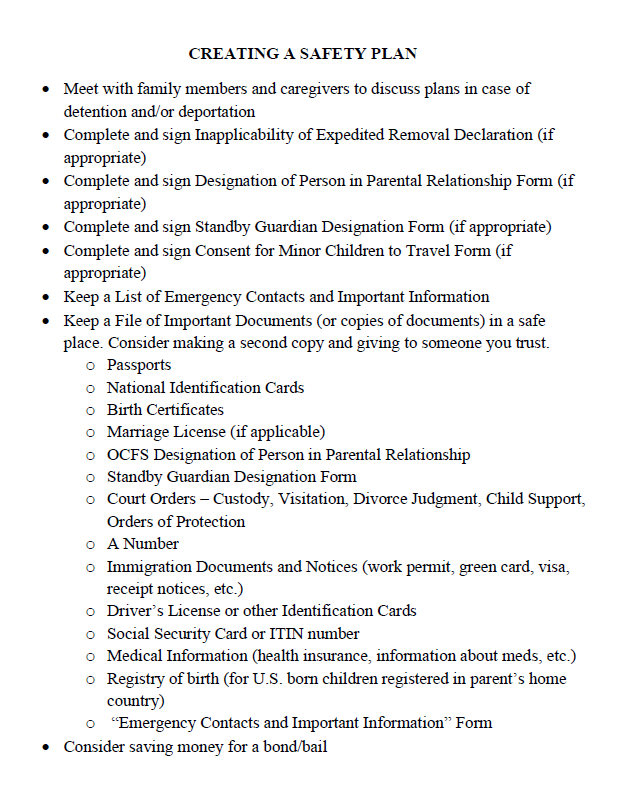 CREATING A SAFETY PLAN
• Meet with family members and caregivers to discuss plans in case of
detention and/or deportation
• Complete and sign Inapplicability of Expedited Removal Declaration (if
appropriate)
• Complete and sign Designation of Person in Parental Relationship Form (if
appropriate)
• Complete and sign Standby Guardian Designation Form (if appropriate)
• Complete and sign Consent for Minor Children to Travel Form (if
appropriate)
• Keep a List of Emergency Contacts and Important Information
• Keep a File of Important Documents (or copies of documents) in a safe
place. Consider making a second copy and giving to someone you trust.
o Passports
o National Identification Cards
o Birth Certificates
o Marriage License (if applicable)
o OCFS Designation of Person in Parental Relationship
o Standby Guardian Designation Form
o Court Orders – Custody, Visitation, Divorce Judgment, Child Support,
Orders of Protection
o A Number
o Immigration Documents and Notices (work permit, green card, visa,
receipt notices, etc.)
o Driver’s License or other Identification Cards
o Social Security Card or ITIN number
o Medical Information (health insurance, information about meds, etc.)
o Registry of birth (for U.S. born children registered in parent’s home
country)
o “Emergency Contacts and Important Information” Form
• Consider saving money for a bond/bail